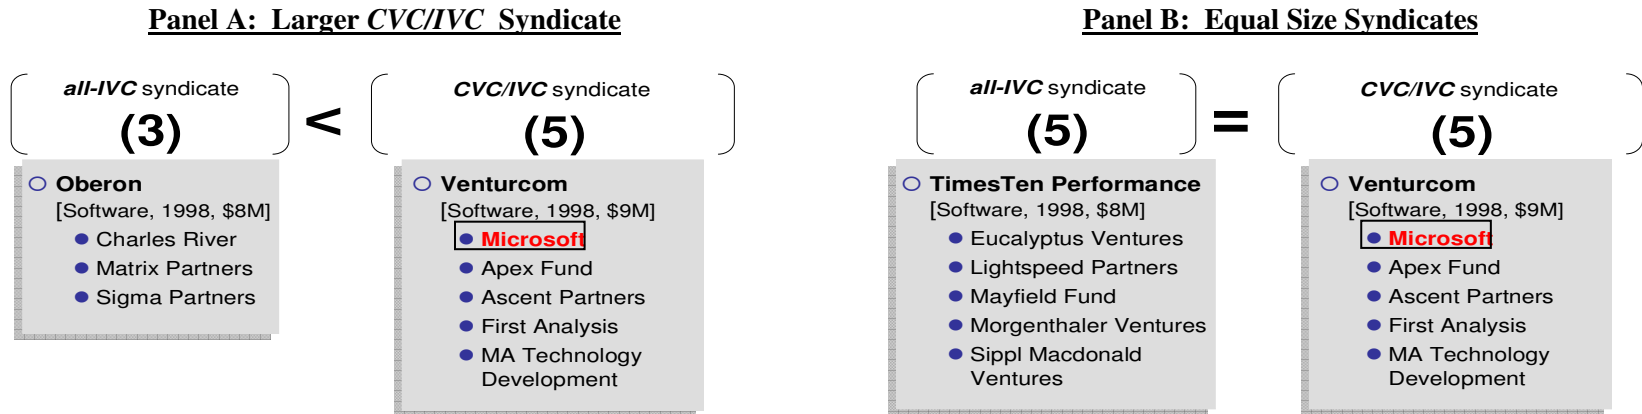 Panel A: Larger CVC/IVC Syndicate
all-IVC syndicate
(3)
<
CVC/IVC syndicate
(5)
Oberon
[Software, 1998, $8M]
Charles River
Matrix Partners
Sigma Partners
Venturcom
[Software, 1998, $9M]
Microsoft
Apex Fund
Ascent Partners
First Analysis
MA Technology
Development
Panel B: Equal Size Syndicates
all-IVC syndicate
(5)
=
CVC/IVC syndicate
(5)
TimesTen Performance
[Software, 1998, $8M]
Eucalyptus Ventures
Lightspeed Partners
Mayfield Fund
Morgenthaler Ventures
Sippl Macdonald
Ventures
Venturcom
[Software, 1998, $9M]
Microsoft
Apex Fund
Ascent Partners
First Analysis
MA Technology
Development